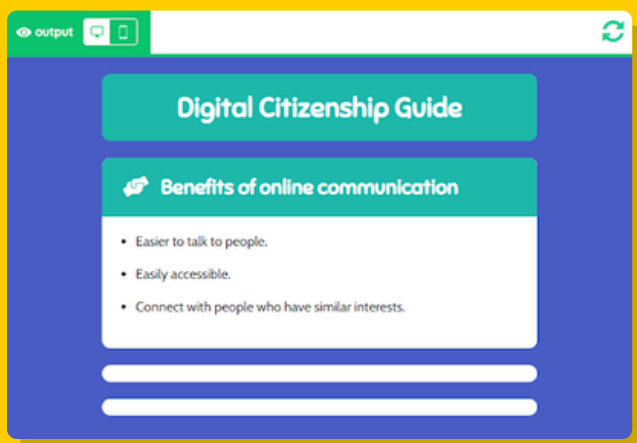 output
Digital Citizenship Guide
Benefits of online communication
• Easier to talk to people.
• Easily accessible.
• Connect with people who have similar interests.